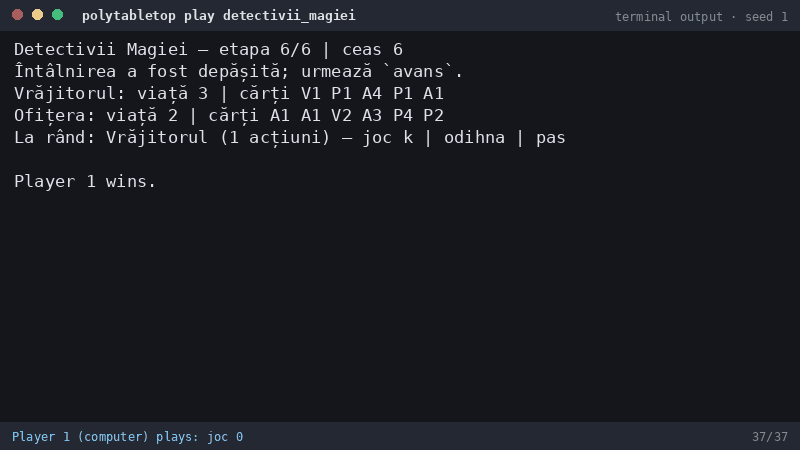 polytabletop play detectivii_magiei
terminal output · seed 1
Detectivii Magiei — etapa 6/6 | ceas 6
Întâlnirea a fost depășită; urmează `avans`.
Vrăjitorul: viață 3 | cărți V1 P1 A4 P1 A1
Ofițera: viață 2 | cărți A1 A1 V2 A3 P4 P2
La rând: Vrăjitorul (1 acțiuni) — joc k | odihna | pas
Player 1 wins.
Player 1 (computer) plays: joc 0
37/37